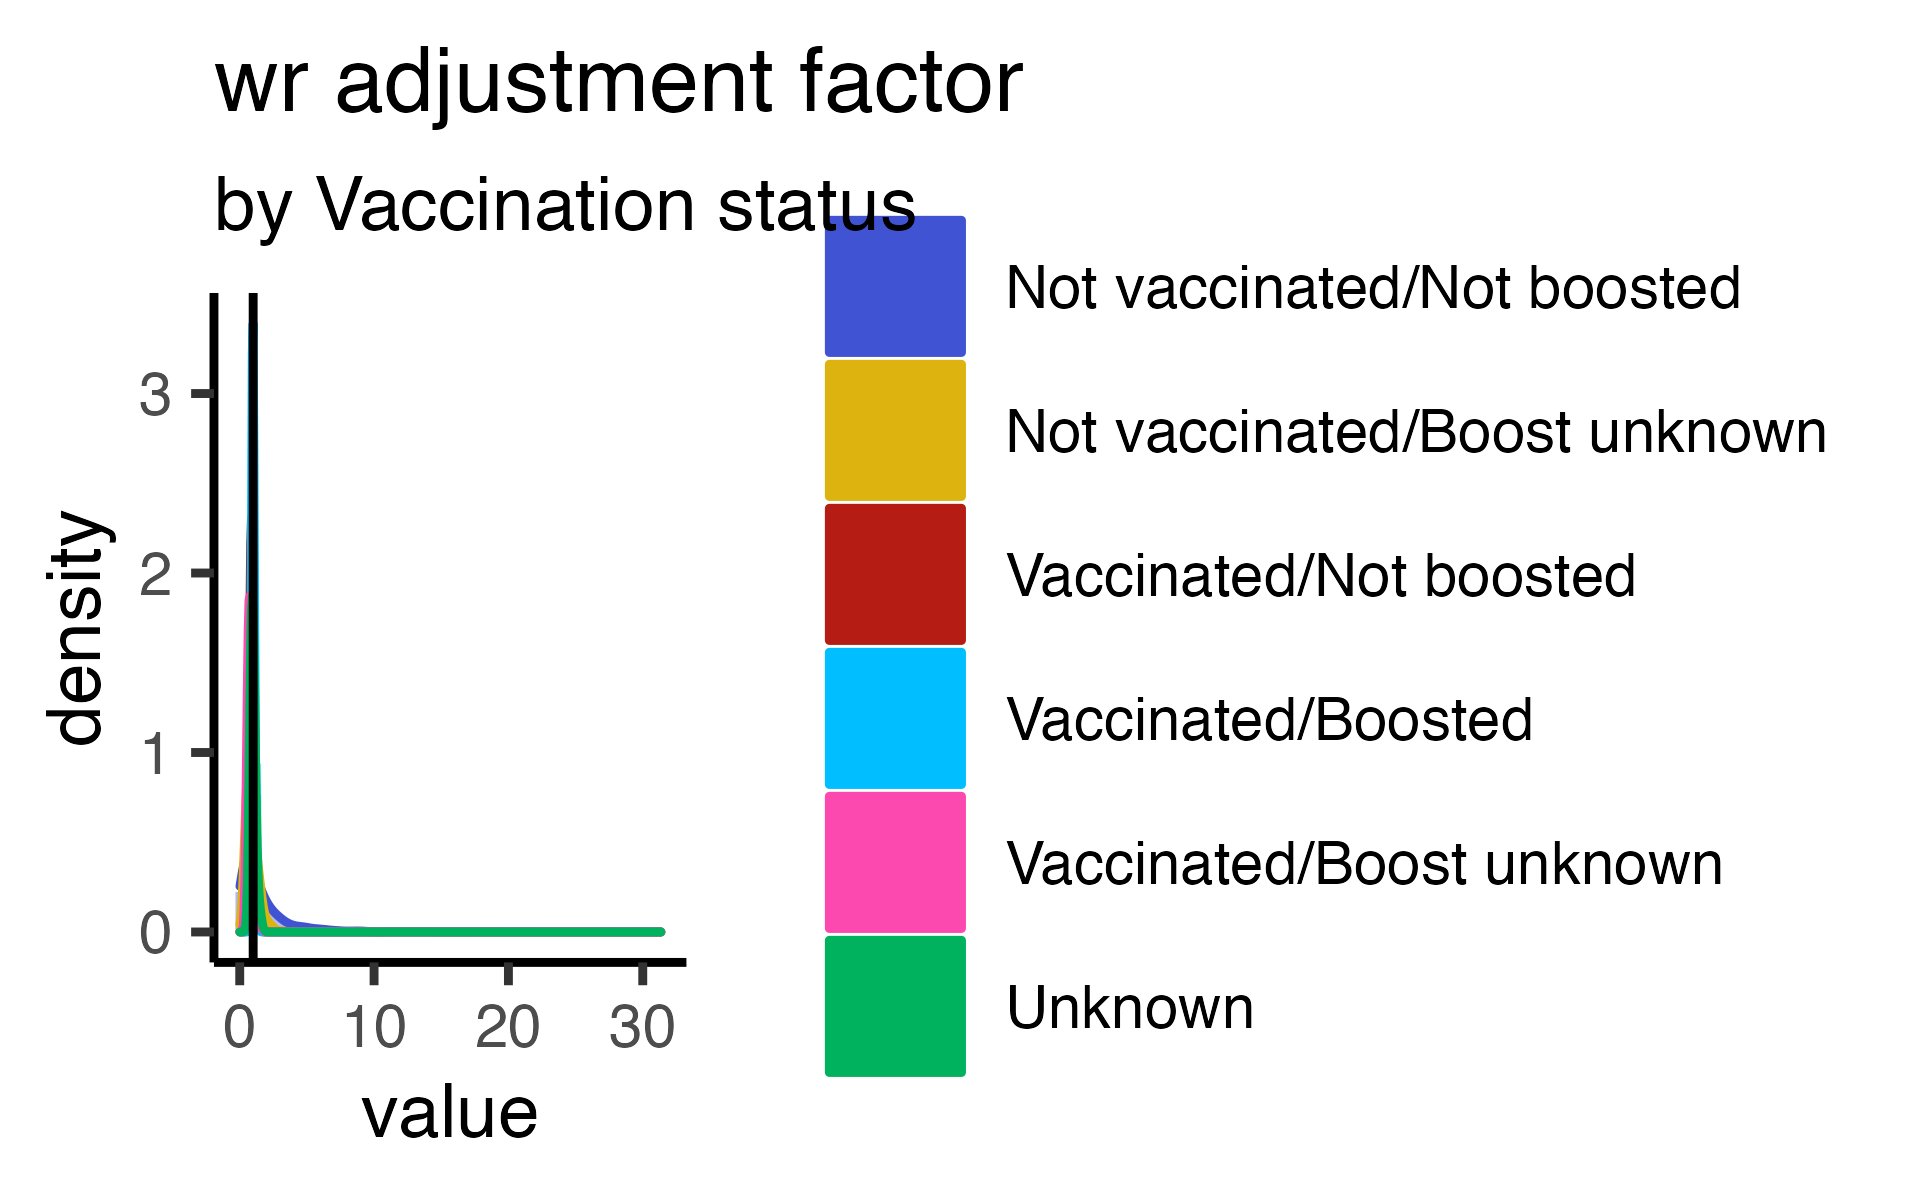 wr adjustment factor
by Vaccination status
density
3
2
1
0
0 10 20 30
value
Not vaccinated/Not boosted
Not vaccinated/Boost unknown
Vaccinated/Not boosted
Vaccinated/Boosted
Vaccinated/Boost unknown
Unknown